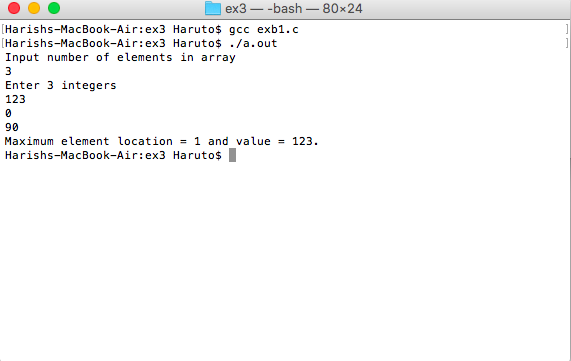 ex3 — -bash — 80×24
[Harishs-MacBook-Air:ex3 Haruto$ gcc exb1.c ]
[Harishs-MacBook-Air:ex3 Haruto$ ./a.out ]
Input number of elements in array
3
Enter 3 integers
123
0
90
Maximum element location = 1 and value = 123.
Harishs-MacBook-Air:ex3 Haruto$